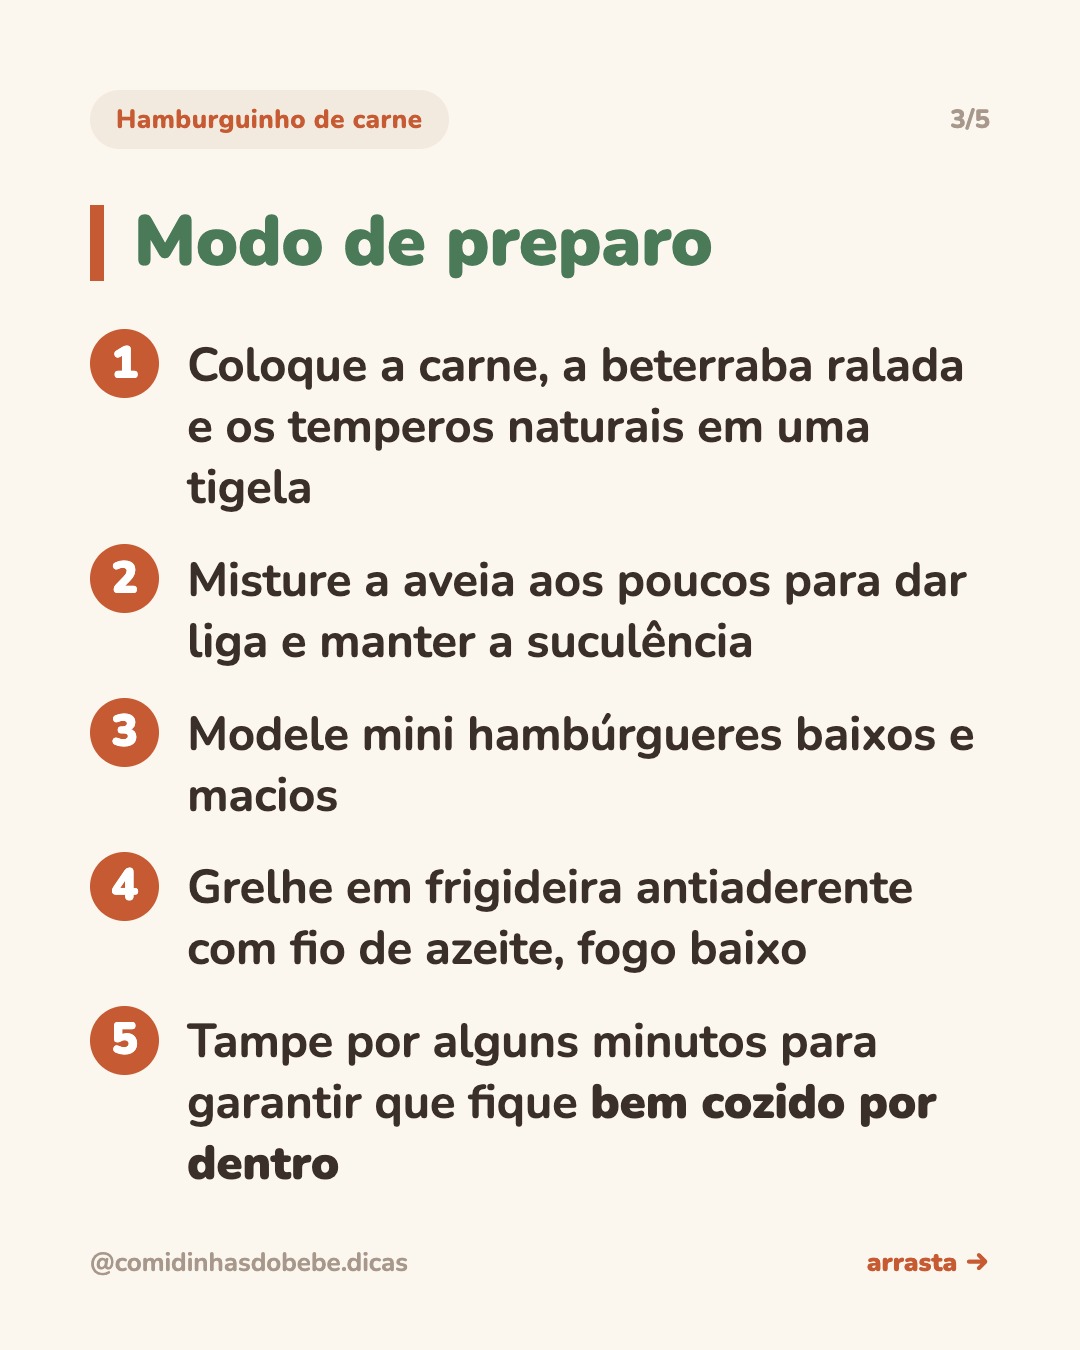 Hamburguinho de carne
3/5
Modo de preparo
1 Coloque a carne, a beterraba ralada
e os temperos naturais em uma
tigela
2 Misture a aveia aos poucos para dar
liga e manter a suculência
3 Modele mini hambúrgueres baixos e
macios
4 Grelhe em frigideira antiaderente
com fio de azeite, fogo baixo
5 Tampe por alguns minutos para
garantir que fique bem cozido por
dentro
@comidinhasdobebe.dicas
arrasta →